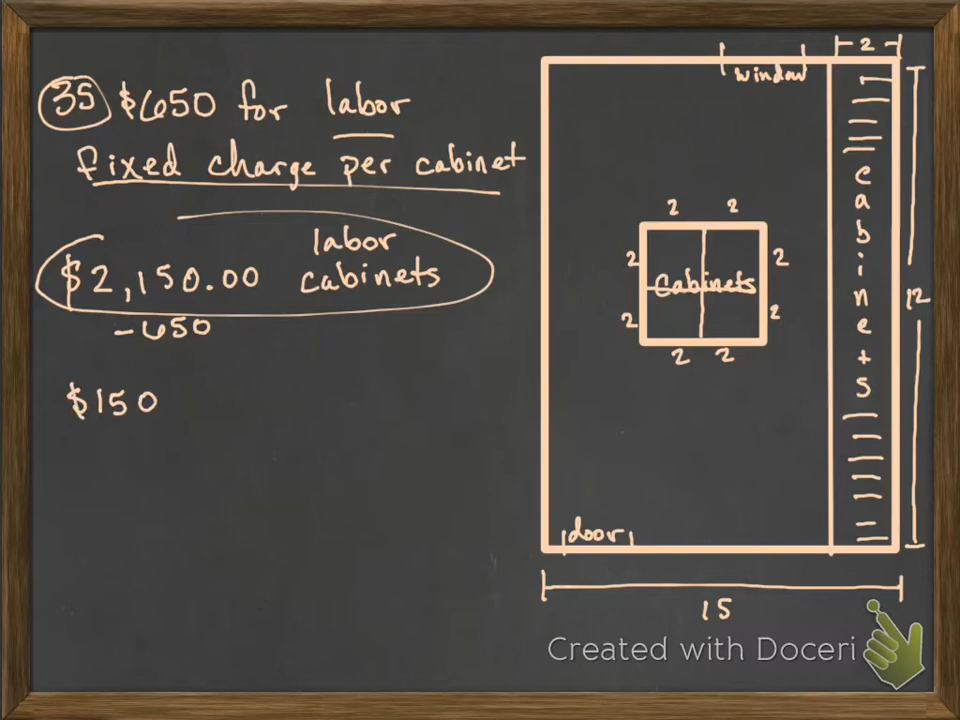 35 $650 for labor
fixed charge per cabinet
labor
$2,150.00 cabinets
-650
$150
window
2
cabinets
12
2 2
2 2
Cabinets
2 2
2 2
door
15
Created with Doceri